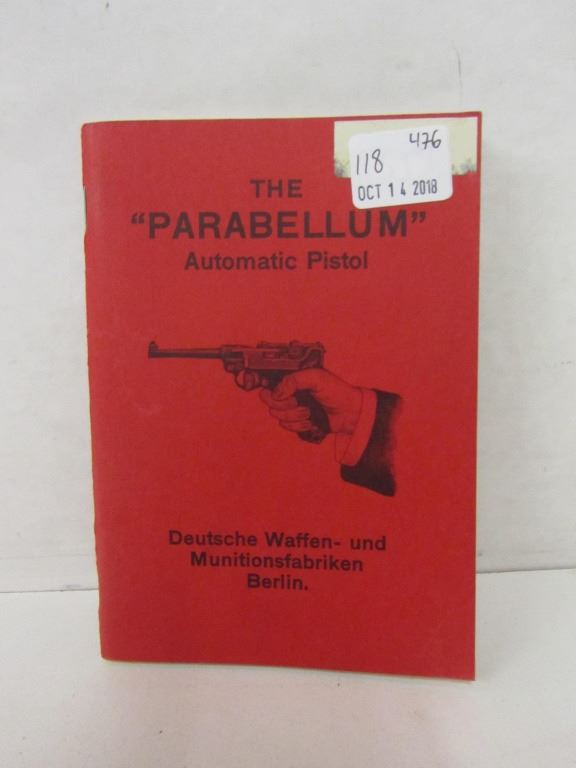 118 476
OCT 14 2018
THE
“PARABELLUM”
Automatic Pistol
Deutsche Waffen- und
Munitionsfabriken
Berlin.